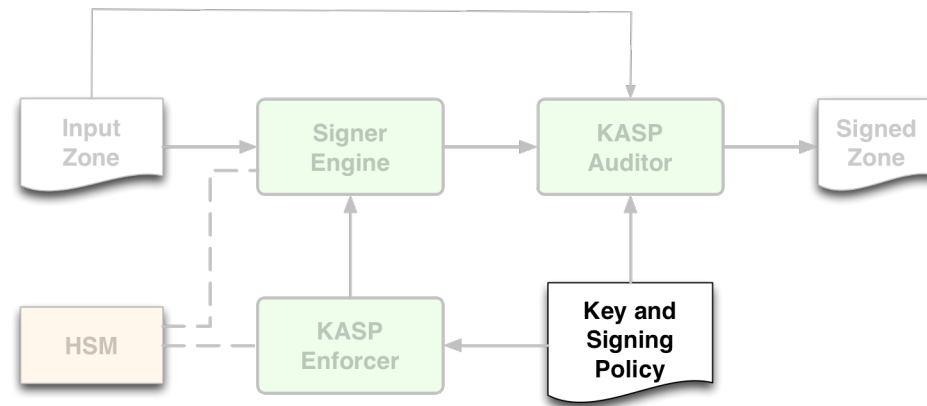 Input
Zone
Signer
Engine
KASP
Auditor
Signed
Zone
HSM
KASP
Enforcer
Key and
Signing
Policy